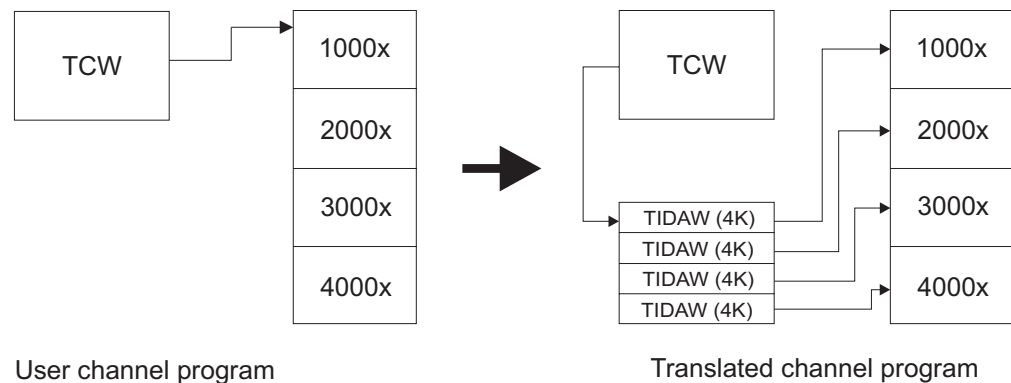 TCW
1000x
2000x
3000x
4000x
User channel program
TCW
TIDAW (4K)
TIDAW (4K)
TIDAW (4K)
TIDAW (4K)
1000x
2000x
3000x
4000x
Translated channel program